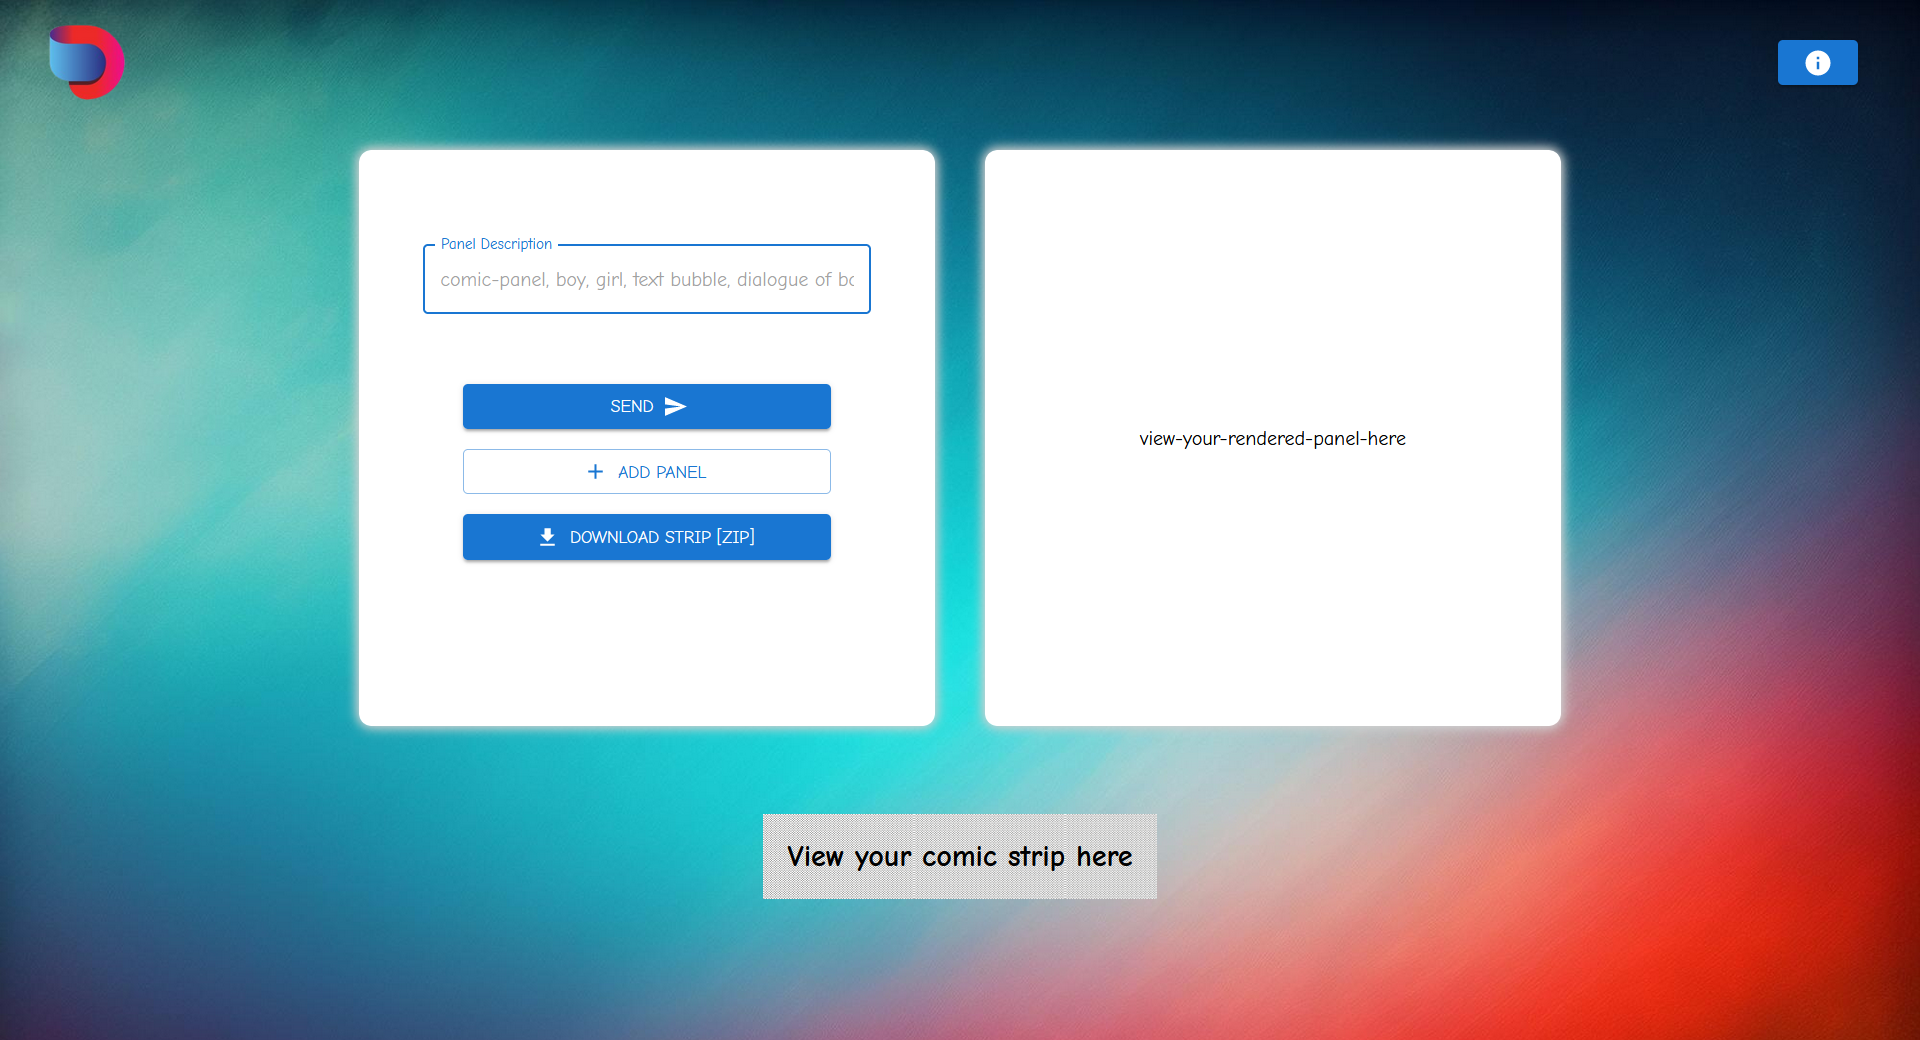 Panel Description
comic-panel, boy, girl, text bubble, dialogue of
SEND
ADD PANEL
DOWNLOAD STRIP [ZIP]
view-your-rendered-panel-here
View your comic strip here